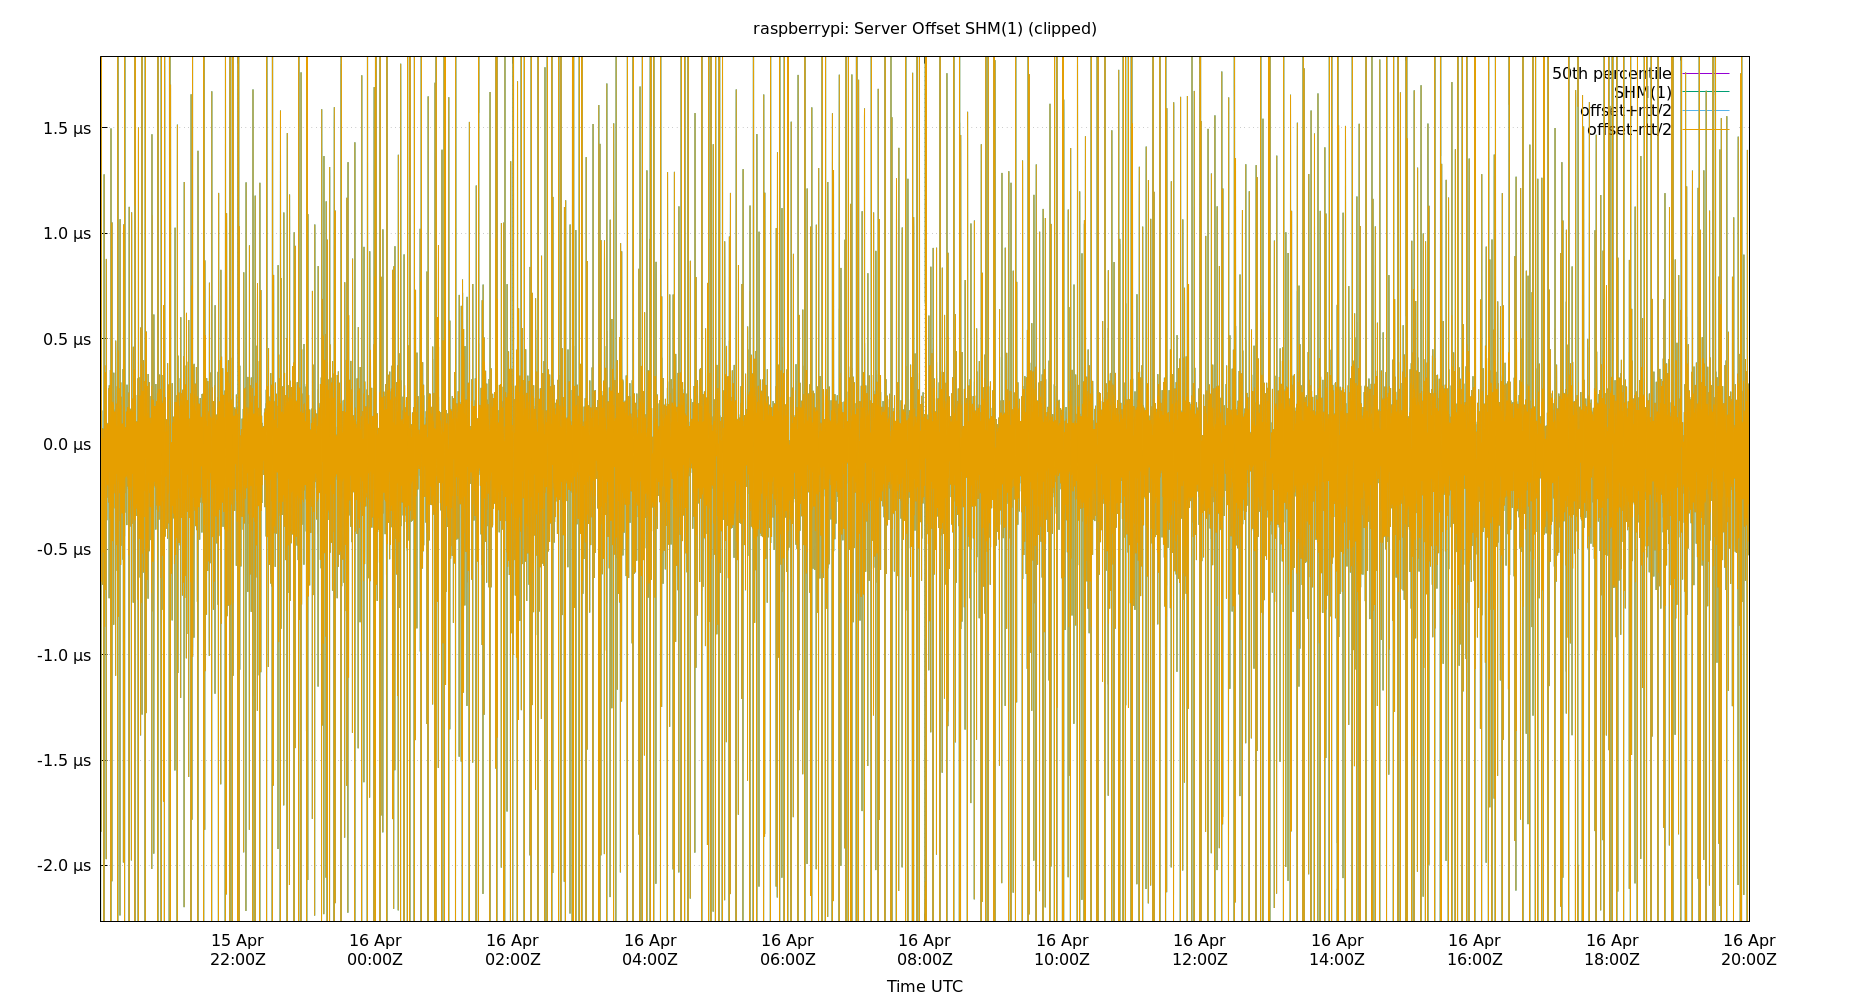 raspberrypi: Server Offset SHM(1) (clipped)
50th percentile
SHM(1)
offset+rtt/2
offset-rtt/2
1.5 µs
1.0 µs
0.5 µs
0.0 µs
-0.5 µs
-1.0 µs
-1.5 µs
-2.0 µs
15 Apr 16 Apr 16 Apr 16 Apr 16 Apr 16 Apr 16 Apr 16 Apr 16 Apr 16 Apr 16 Apr 16 Apr
22:00Z 00:00Z 02:00Z 04:00Z 06:00Z 08:00Z 10:00Z 12:00Z 14:00Z 16:00Z 18:00Z 20:00Z
Time UTC